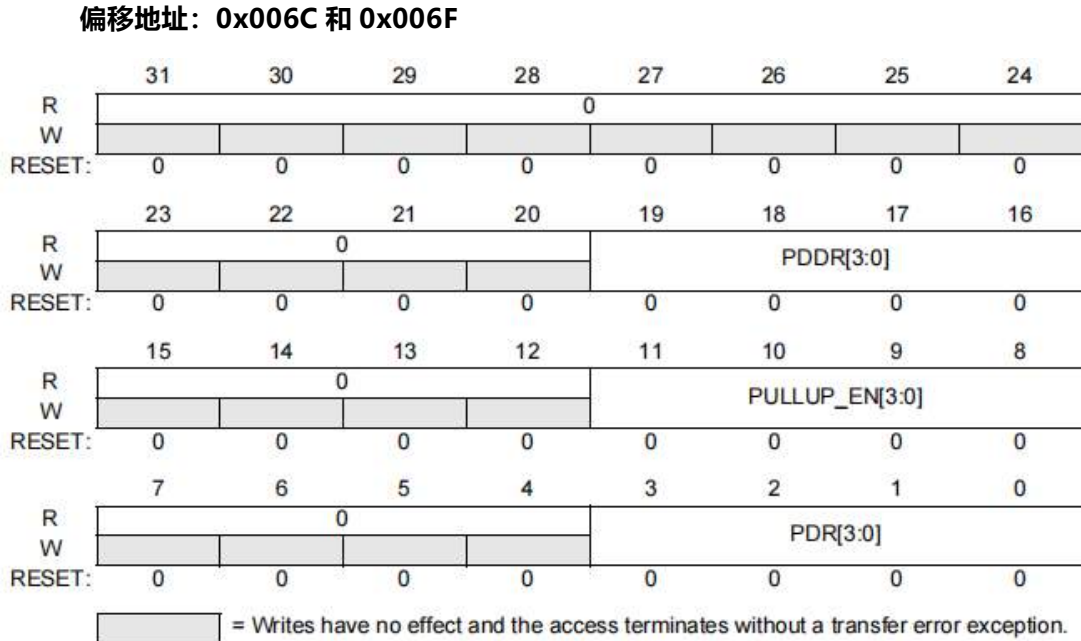 偏移地址：0x006C 和 0x006F
31 30 29 28 27 26 25 24
R 0
W
RESET: 0 0 0 0 0 0 0 0
23 22 21 20 19 18 17 16
R 0 PDDR[3:0]
W
RESET: 0 0 0 0 0 0 0 0
15 14 13 12 11 10 9 8
R 0 PULLUP_EN[3:0]
W
RESET: 0 0 0 0 0 0 0 0
7 6 5 4 3 2 1 0
R 0 PDR[3:0]
W
RESET: 0 0 0 0 0 0 0 0
= Writes have no effect and the access terminates without a transfer error exception.